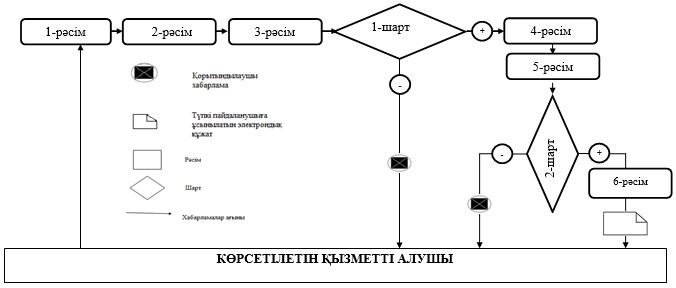 1-рәсім
2-рәсім
3-рәсім
1-шарт
+
4-рәсім
5-рәсім
-
Қорытындылаушы
хабарлама
Түпкі пайдаланушыға
ұсынылатын электрондық
құжат
Рәсім
Шарт
Хабарламалар ағыны
-
2-шарт
+
6-рәсім
КӨРСЕТІЛЕТІН ҚЫЗМЕТТІ АЛУШЫ